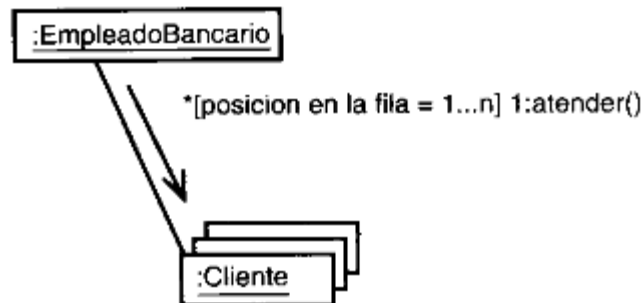 :EmpleadoBancario
*[posicion en la fila = 1...n] 1:atender()
:Cliente